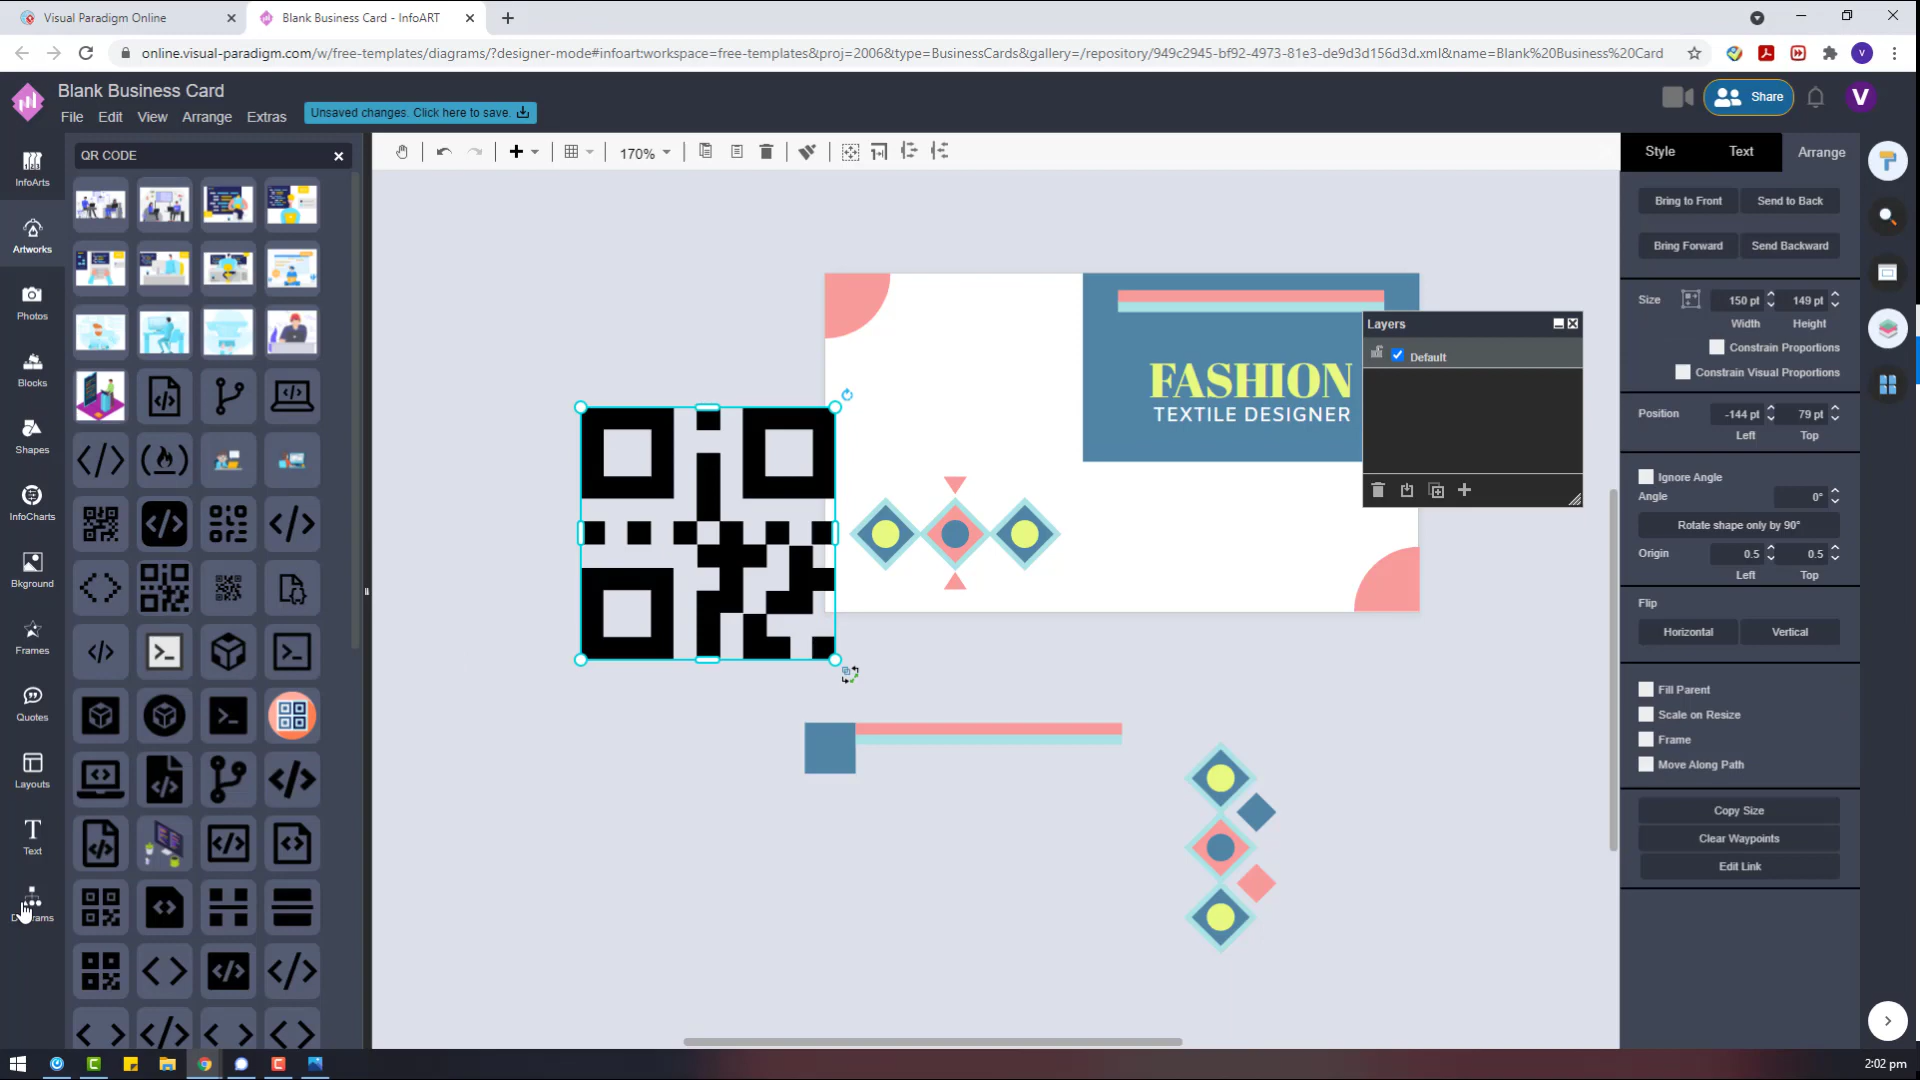 Visual Paradigm Online
Blank Business Card - InfoART
online.visual-paradigm.com/w/free-templates/diagrams/?designer-mode#infoart:workspace=free-templates&proj=2006&type=BusinessCards&gallery=/repository/949c2945-bf92-4973-81e3-de9d3d156d3d.xml&name=Blank%20Business%20Card
V
Blank Business Card
File Edit View Arrange Extras
Unsaved changes. Click here to save.
Share
V
QR CODE
170%
Style Text Arrange
InfoArts
Artworks
Photos
Blocks
Shapes
InfoCharts
Bkground
Frames
Quotes
Layouts
Text
FASHION
TEXTILE DESIGNER
Layers
Default
Bring to Front Send to Back
Bring Forward Send Backward
Size 150 pt 149 pt
Width Height
Constrain Proportions
Constrain Visual Proportions
Position -144 pt 79 pt
Left Top
Ignore Angle
Angle 0°
Rotate shape only by 90°
Origin 0.5 0.5
Left Top
Flip
Horizontal Vertical
Fill Parent
Scale on Resize
Frame
Move Along Path
Copy Size
Clear Waypoints
Edit Link
2:02 pm